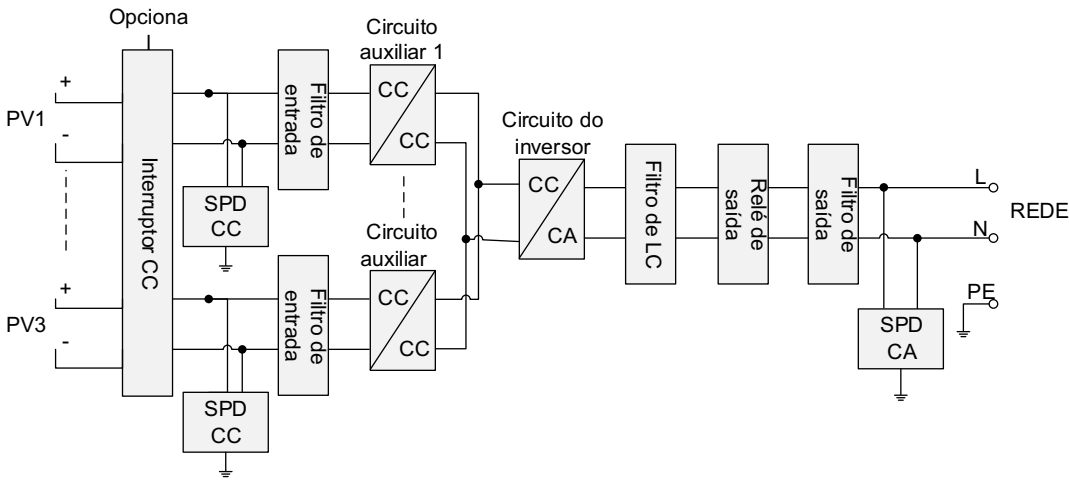 Opciona
PV1
+
-
Interruptor CC
SPD
CC
Filtro de
entrada
Circuito
auxiliar 1
CC
CC
PV3
+
-
SPD
CC
Filtro de
entrada
Circuito
auxiliar
CC
CC
Circuito do
inversor
CC
CA
Filtro de LC
Relé de
saída
Filtro de
saída
L
N
REDE
PE
SPD
CA